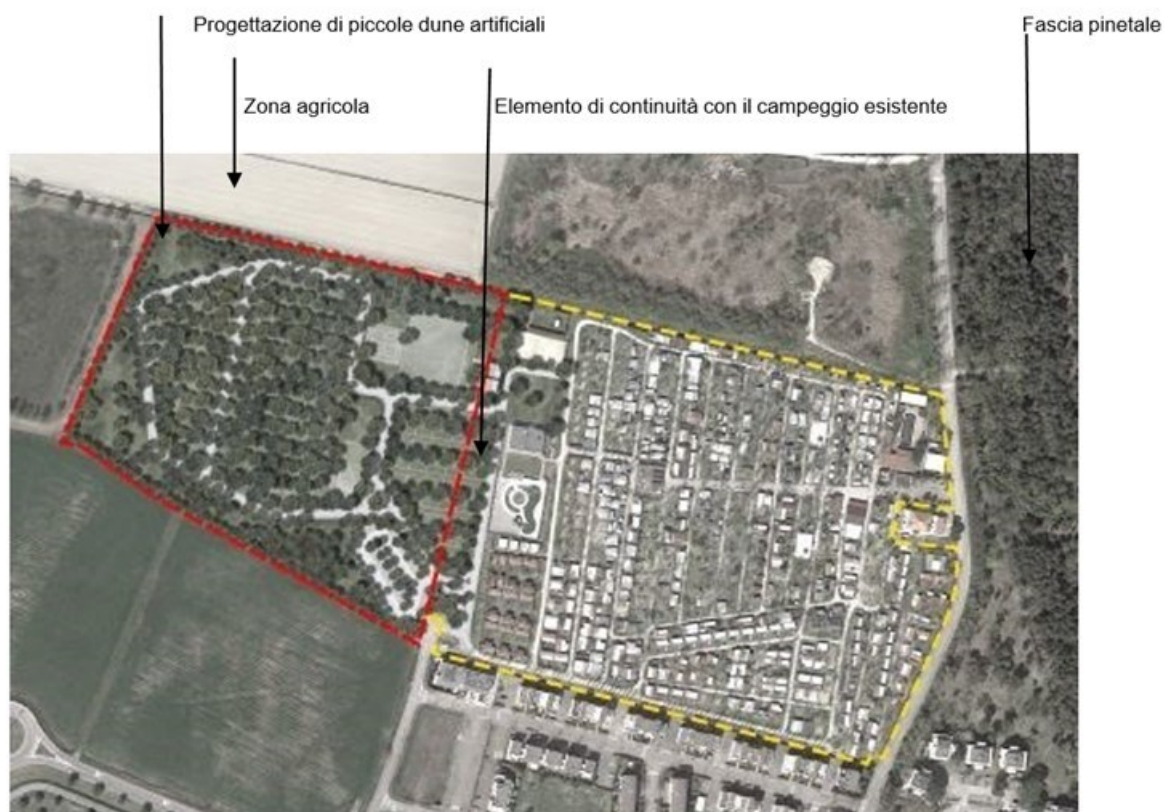 Progettazione di piccole dune artificiali
Fascia pinetale
Zona agricola
Elemento di continuità con il campeggio esistente